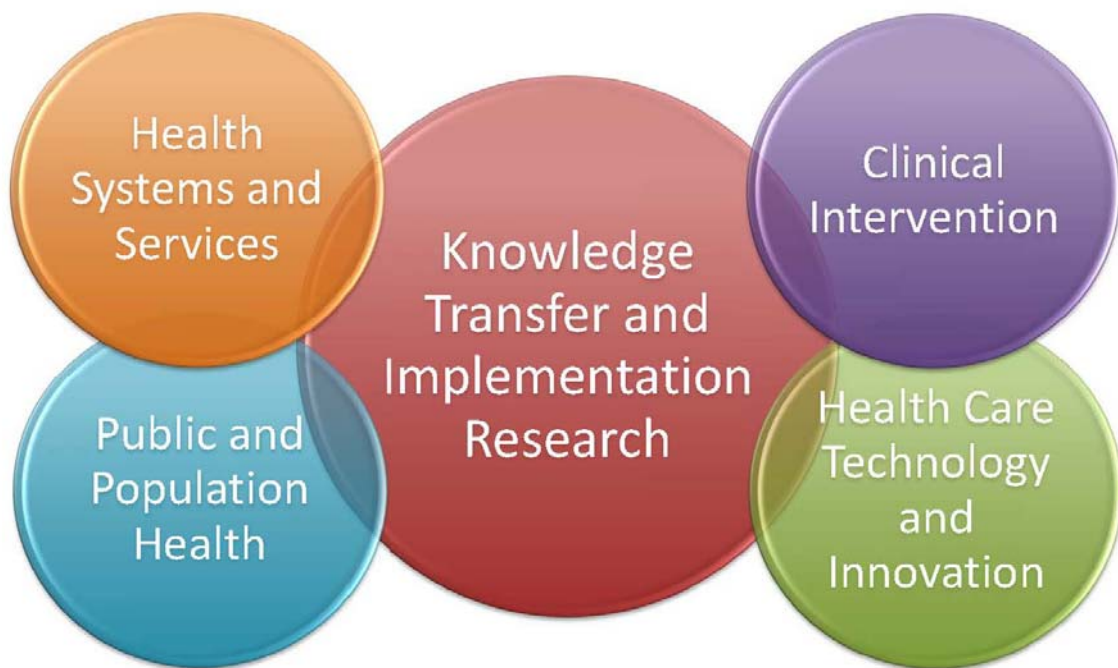 Health
Systems and
Services
Public and
Population
Health
Knowledge
Transfer and
Implementation
Research
Clinical
Intervention
Health Care
Technology
and
Innovation